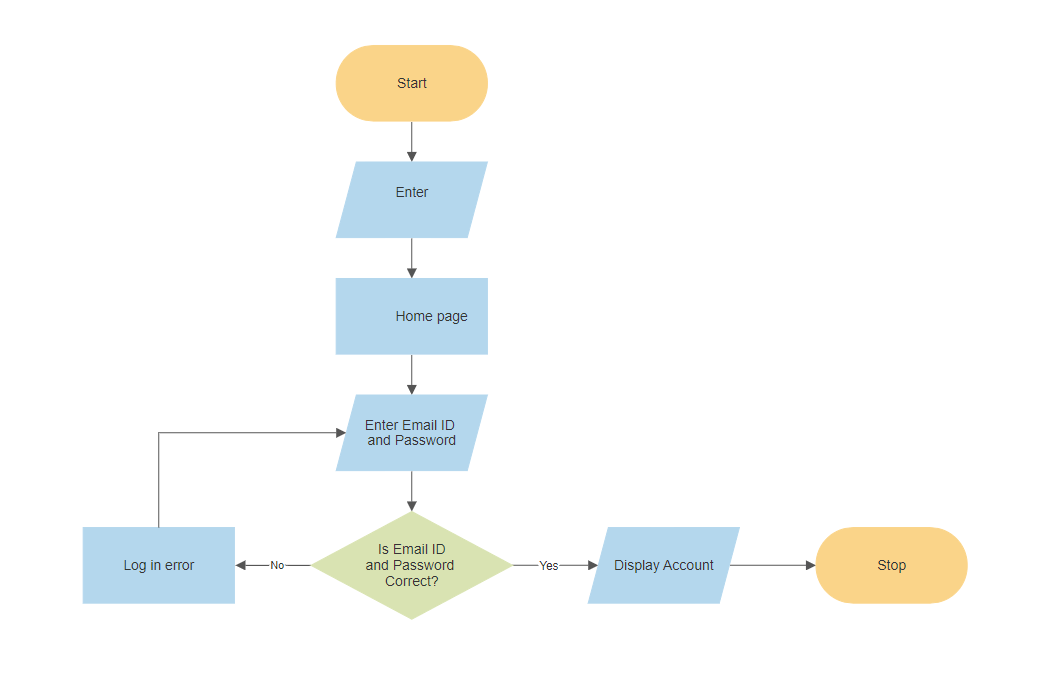 Start
Enter
Home page
Enter Email ID
and Password
Is Email ID
and Password
Correct?
No
Log in error
Yes
Display Account
Stop